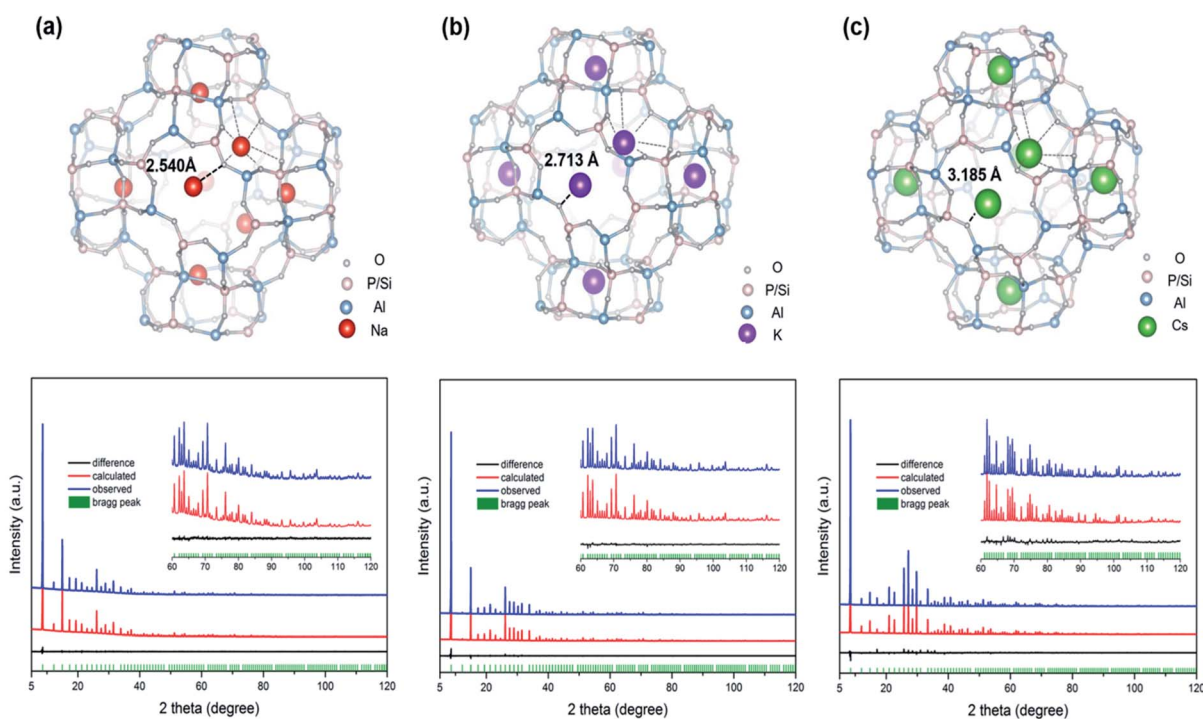 (a)
2.540Å
O
P/Si
Al
Na
(b)
2.713 Å
O
P/Si
Al
K
(c)
3.185 Å
O
P/Si
Al
Cs
Intensity (a.u.)
difference
calculated
observed
bragg peak
60 70 80 90 100 110 120
5 20 40 60 80 100 120
2 theta (degree)
Intensity (a.u.)
difference
calculated
observed
bragg peak
60 70 80 90 100 110 120
5 20 40 60 80 100 120
2 theta (degree)
Intensity (a.u.)
difference
calculated
observed
bragg peak
60 70 80 90 100 110 120
5 20 40 60 80 100 120
2 theta (degree)